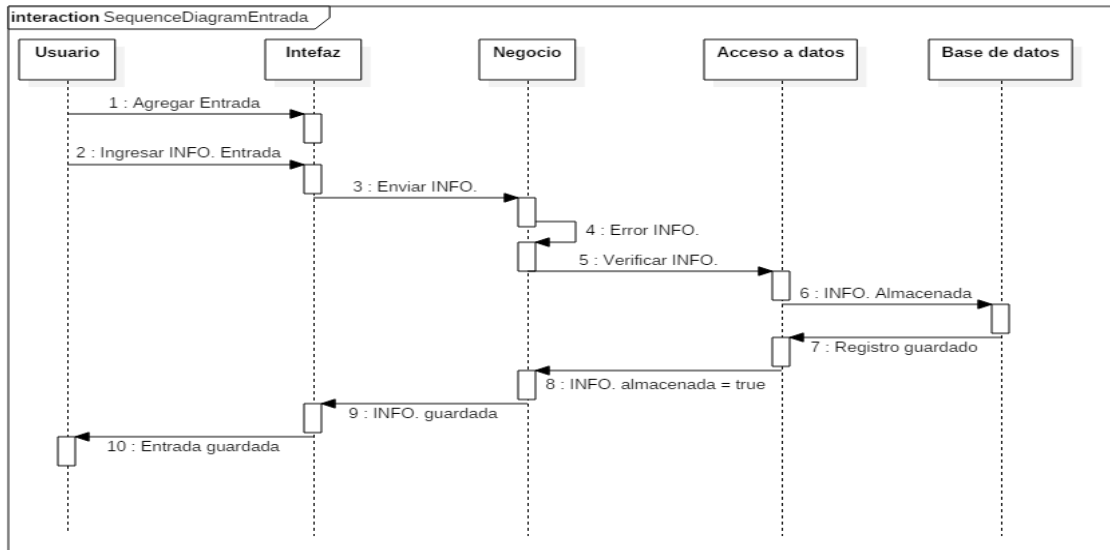 interaction SequenceDiagramEntrada
Usuario
Intefaz
Negocio
Acceso a datos
Base de datos
1 : Agregar Entrada
2 : Ingresar INFO. Entrada
3 : Enviar INFO.
4 : Error INFO.
5 : Verificar INFO.
6 : INFO. Almacenada
7 : Registro guardado
8 : INFO. almacenada = true
9 : INFO. guardada
10 : Entrada guardada